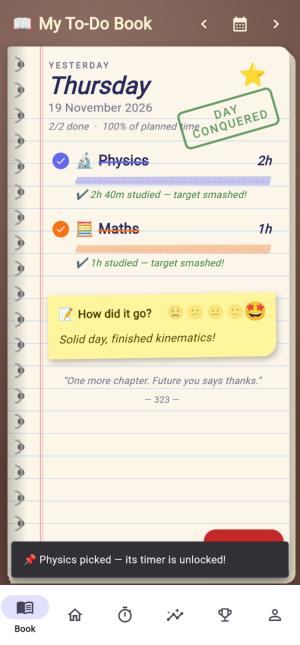 My To-Do Book
YESTERDAY
Thursday
19 November 2026
2/2 done · 100% of planned time
DAY
CONQUERED
Physics 2h
✔ 2h 40m studied — target smashed!
Maths 1h
✔ 1h studied — target smashed!
How did it go?
Solid day, finished kinematics!
"One more chapter. Future you says thanks."
— 323 —
Physics picked — its timer is unlocked!
Book